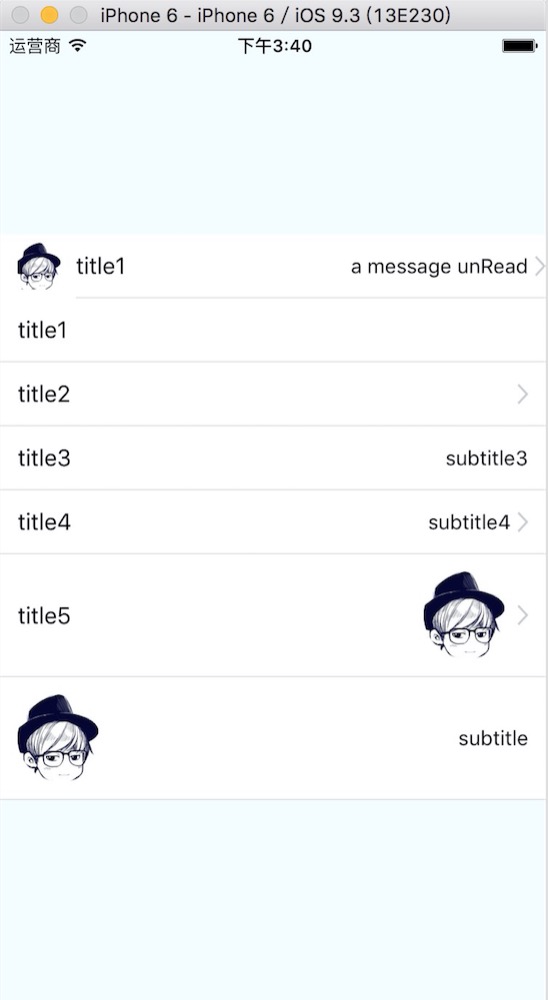 iPhone 6 - iPhone 6 / iOS 9.3 (13E230)
运营商 下午3:40
title1 a message unRead
title1
title2
title3 subtitle3
title4 subtitle4
title5
subtitle